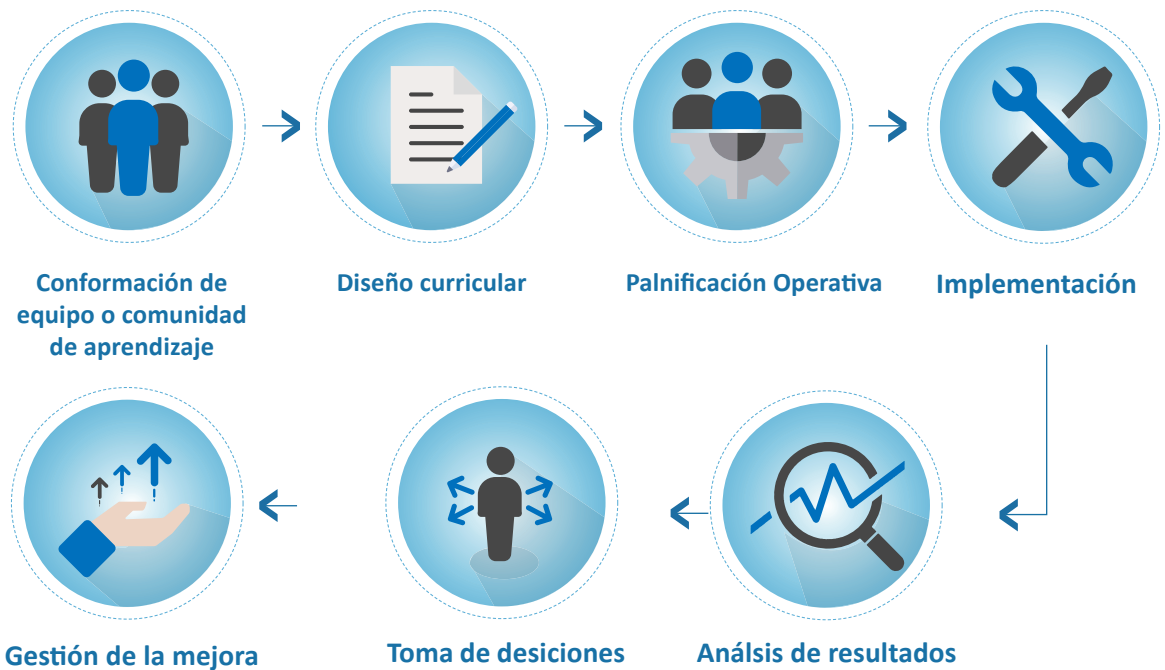 Conformación de
equipo o comunidad
de aprendizaje
Diseño curricular
Palnificación Operativa
Implementación
Análsis de resultados
Toma de desiciones
Gestión de la mejora